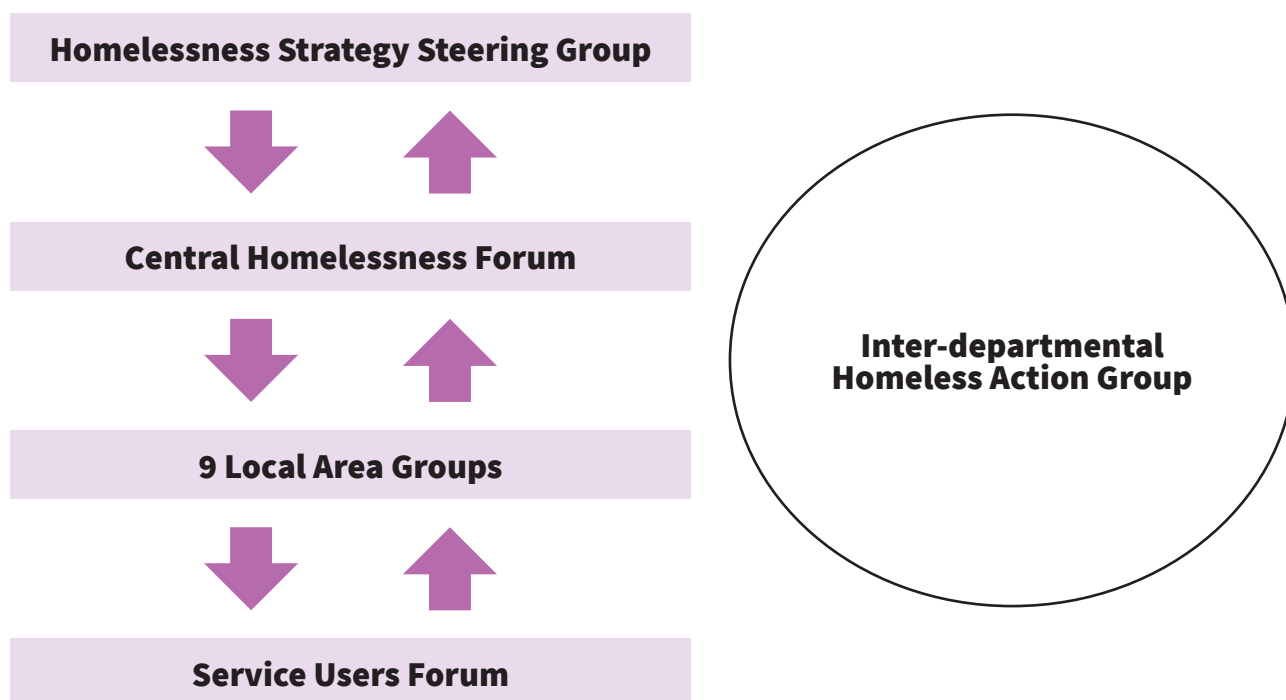 Homelessness Strategy Steering Group
Central Homelessness Forum
9 Local Area Groups
Service Users Forum
Inter-departmental
Homeless Action Group